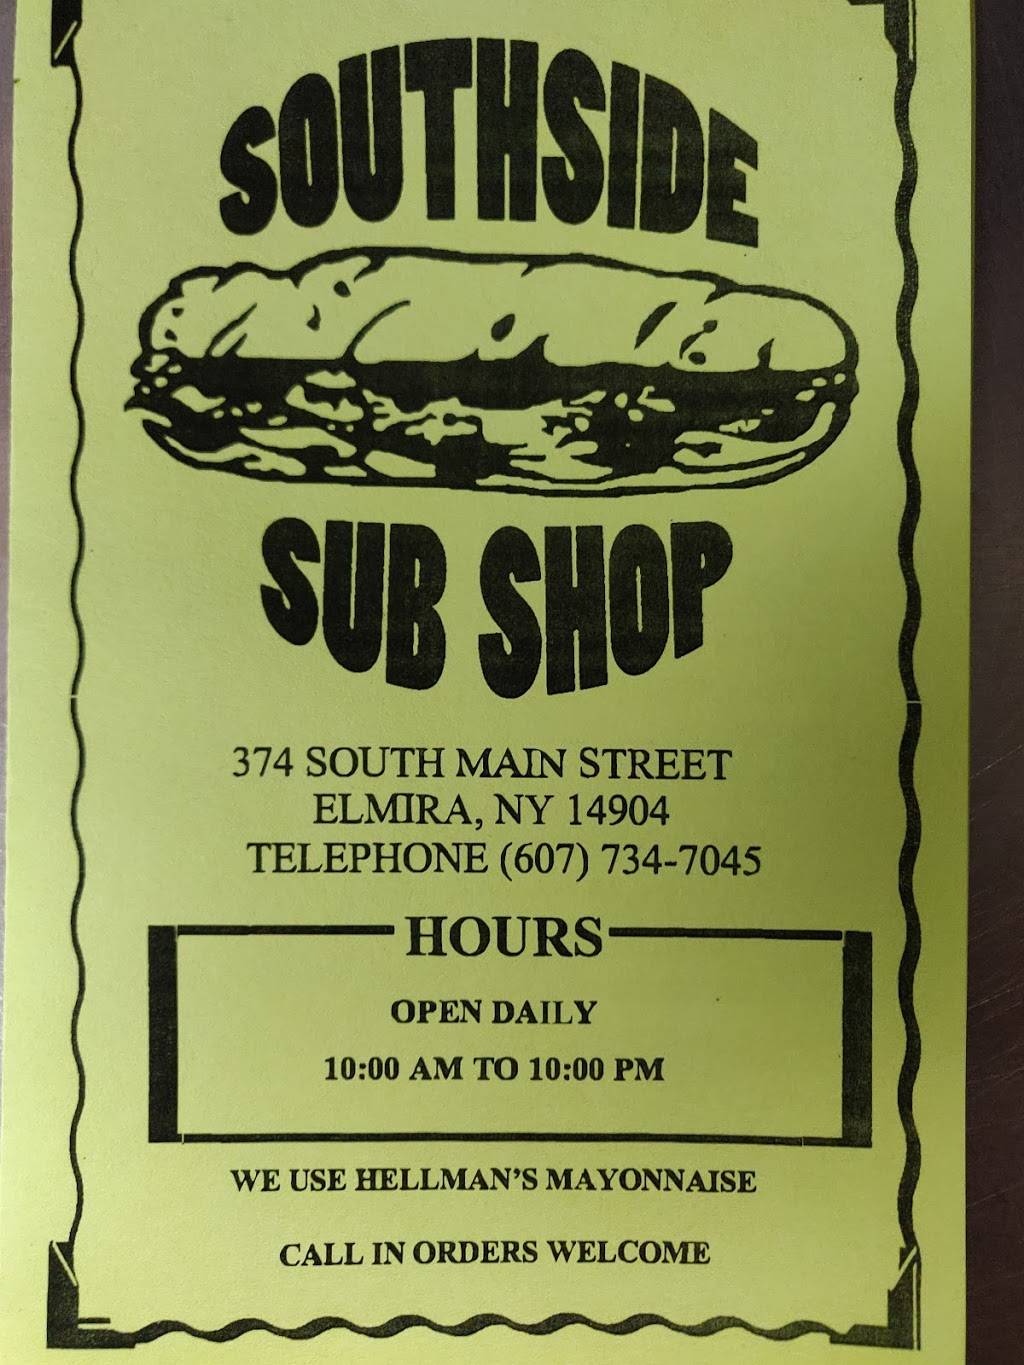 SOUTHSIDE
SUB SHOP
374 SOUTH MAIN STREET
ELMIRA, NY 14904
TELEPHONE (607) 734-7045
HOURS
OPEN DAILY
10:00 AM TO 10:00 PM
WE USE HELLMAN'S MAYONNAISE
CALL IN ORDERS WELCOME